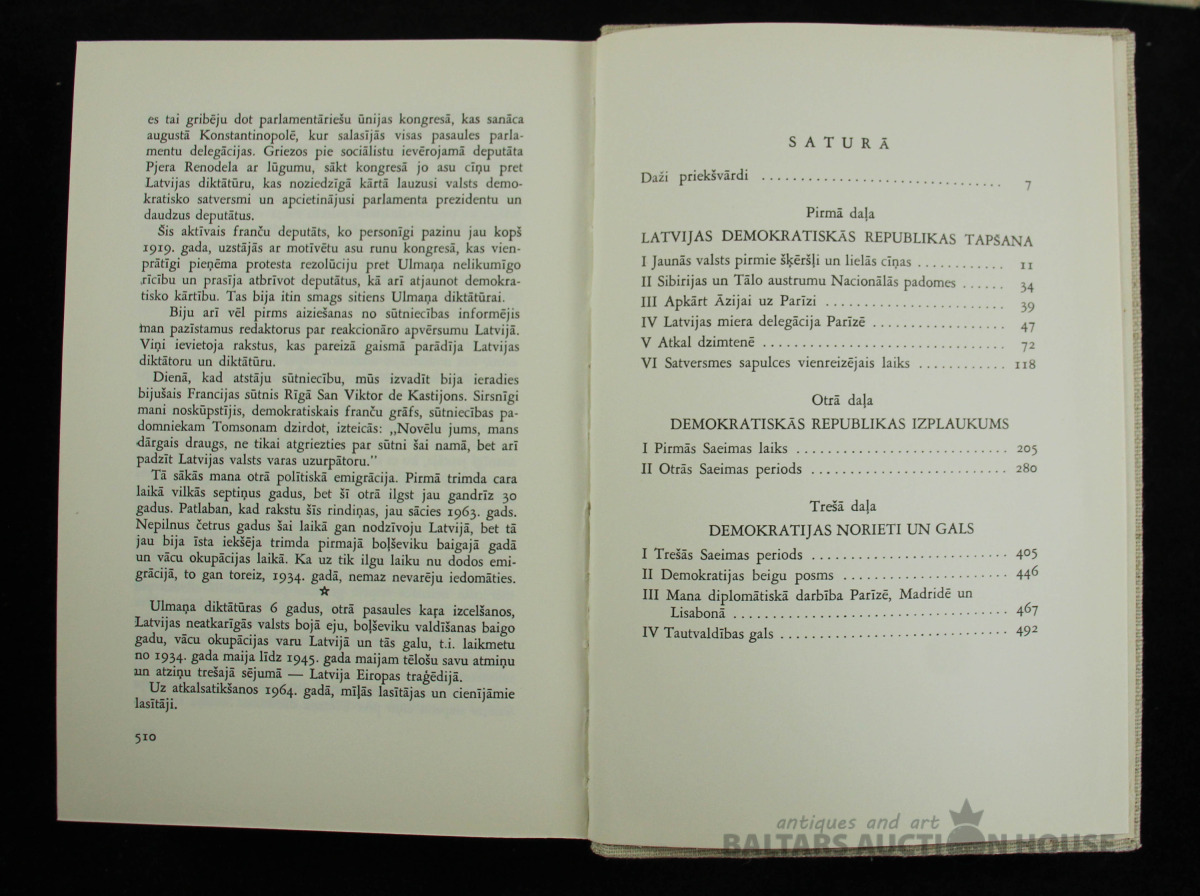 es tai gribēju dot parlamentāriešu ūnijas kongresā, kas sanāca
augustā Konstantinopolē, kur salasījās visas pasaules parla-
mentu delegācijas. Griezos pie sociālistu ievērojamā deputāta
Pjera Renodela ar lūgumu, sākt kongresā jo asu cīņu pret
Latvijas diktātūru, kas noziedzīgā kārtā lauzusi valsts demo-
kratisko satversmi un apcietinājusi parlamenta prezidentu un
daudzus deputātus.
Šis aktīvais franču deputāts, ko personīgi pazinu jau kopš
1919. gada, uzstājās ar motīvētu asu runu kongresā, kas vien-
prātīgi pieņēma protesta rezolūciju pret Ulmaņa nelikumīgo
rīcību un prasīja atbrīvot deputātus, kā arī atjaunot demokra-
tisko kārtību. Tas bija itin smags sitiens Ulmaņa diktātūrai.
Biju arī vēl pirms aiziešanas no sūtniecības informējis
man pazīstamus redaktorus par reakcionāro apvērsumu Latvijā.
Viņi ievietoja rakstus, kas pareizā gaismā parādīja Latvijas
diktātoru un diktātūru.
Dienā, kad atstāju sūtniecību, mūs izvadīt bija ieradies
bijušais Francijas sūtnis Rīgā San Viktor de Kastijons. Sirsnīgi
mani noskūpstījis, demokratiskais franču grāfs, sūtniecības pa-
domniekam Tomsonam dzirdot, izteicās: „Novēlu jums, mans
dārgais draugs, ne tikai atgriezties par sūtni šai namā, bet arī
padzīt Latvijas valsts varas uzurpātoru."
Tā sākās mana otrā polītiskā emigrācija. Pirmā trimda cara
laikā vilkās septiņus gadus, bet šī otrā ilgst jau gandrīz 30
gadus. Patlaban, kad rakstu šīs rindiņas, jau sācies 1963. gads.
Nepilnus četrus gadus šai laikā gan nodzīvoju Latvijā, bet tā
jau bija īsta iekšēja trimda pirmajā boļševiku baigajā gadā
un vācu okupācijas laikā. Ka uz tik ilgu laiku nu dodos emi-
grācijā, to gan toreiz, 1934. gadā, nemaz nevarēju iedomāties.
☆
Ulmaņa diktātūras 6 gadus, otrā pasaules kaŗa izcelšanos,
Latvijas neatkarīgās valsts bojā eju, boļševiku valdīšanas baigo
gadu, vācu okupācijas varu Latvijā un tās galu, t.i. laikmetu
no 1934. gada maija līdz 1945. gada maijam tēlošu savu atmiņu
un atziņu trešajā sējumā — Latvija Eiropas traģēdijā.
Uz atkalsatikšanos 1964. gadā, mīļās lasītājas un cienījāmie
lasītāji.
510
SATURĀ
Daži priekšvārdi .............................. 7
Pirmā daļa
LATVIJAS DEMOKRATISKĀS REPUBLIKAS TAPŠANA
I Jaunās valsts pirmie šķēršļi un lielās cīņas ............ 11
II Sibirijas un Tālo austrumu Nacionālās padomes ...... 34
III Apkārt Āzijai uz Parīzi ......................... 39
IV Latvijas miera delegācija Parīzē .................. 47
V Atkal dzimtenē ................................. 72
VI Satversmes sapulces vienreizējais laiks ............ 118
Otrā daļa
DEMOKRATISKĀS REPUBLIKAS IZPLAUKUMS
I Pirmās Saeimas laiks ............................ 205
II Otrās Saeimas periods .......................... 280
Trešā daļa
DEMOKRATIJAS NORIETI UN GALS
I Trešās Saeimas periods .......................... 405
II Demokratijas beigu posms ...................... 446
III Mana diplomātiskā darbība Parīzē, Madridē un
Lisabonā .................................... 467
IV Tautvaldības gals .............................. 492
antiques and art
BALTARS AUCTION HOUSE